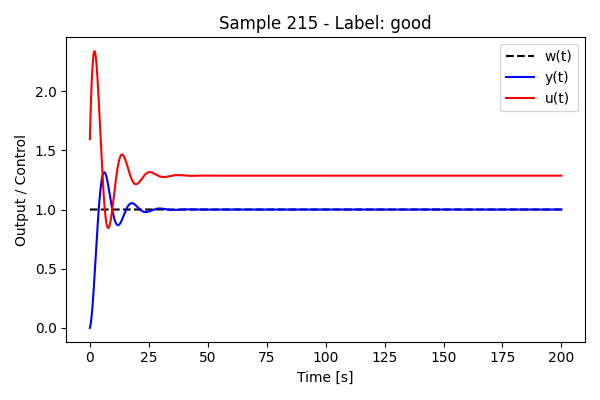 Sample 215 - Label: good
w(t)
y(t)
u(t)
Output / Control
2.0
1.5
1.0
0.5
0.0
0 25 50 75 100 125 150 175 200
Time [s]